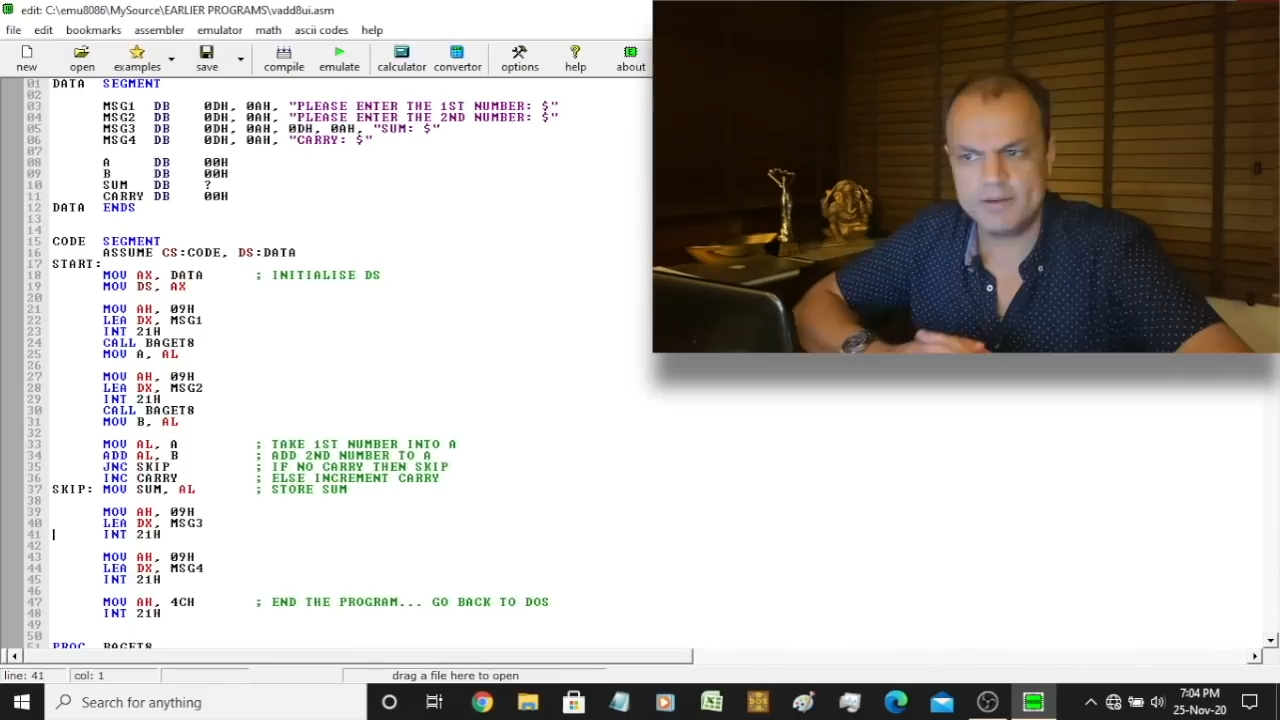 edit: C:\emu8086\MySource\EARLIER PROGRAMS\vadd8ui.asm
file edit bookmarks assembler emulator math ascii codes help
new open examples save compile emulate calculator convertor options help about
01 DATA SEGMENT
02
03 MSG1 DB 0DH, 0AH, "PLEASE ENTER THE 1ST NUMBER: $"
04 MSG2 DB 0DH, 0AH, "PLEASE ENTER THE 2ND NUMBER: $"
05 MSG3 DB 0DH, 0AH, 0DH, 0AH, "SUM: $"
06 MSG4 DB 0DH, 0AH, "CARRY: $"
07
08 A DB 00H
09 B DB 00H
10 SUM DB ?
11 CARRY DB 00H
12 DATA ENDS
13
14
15 CODE SEGMENT
16 ASSUME CS:CODE, DS:DATA
17 START:
18 MOV AX, DATA ; INITIALISE DS
19 MOV DS, AX
20
21 MOV AH, 09H
22 LEA DX, MSG1
23 INT 21H
24 CALL BAGET8
25 MOV A, AL
26
27 MOV AH, 09H
28 LEA DX, MSG2
29 INT 21H
30 CALL BAGET8
31 MOV B, AL
32
33 MOV AL, A ; TAKE 1ST NUMBER INTO A
34 ADD AL, B ; ADD 2ND NUMBER TO A
35 JNC SKIP ; IF NO CARRY THEN SKIP
36 INC CARRY ; ELSE INCREMENT CARRY
37 SKIP: MOV SUM, AL ; STORE SUM
38
39 MOV AH, 09H
40 LEA DX, MSG3
41 INT 21H
42
43 MOV AH, 09H
44 LEA DX, MSG4
45 INT 21H
46
47 MOV AH, 4CH ; END THE PROGRAM... GO BACK TO DOS
48 INT 21H
49
50
51 PROC BAGET8
line: 41 col: 1 drag a file here to open
Search for anything
7:04 PM
25-Nov-20